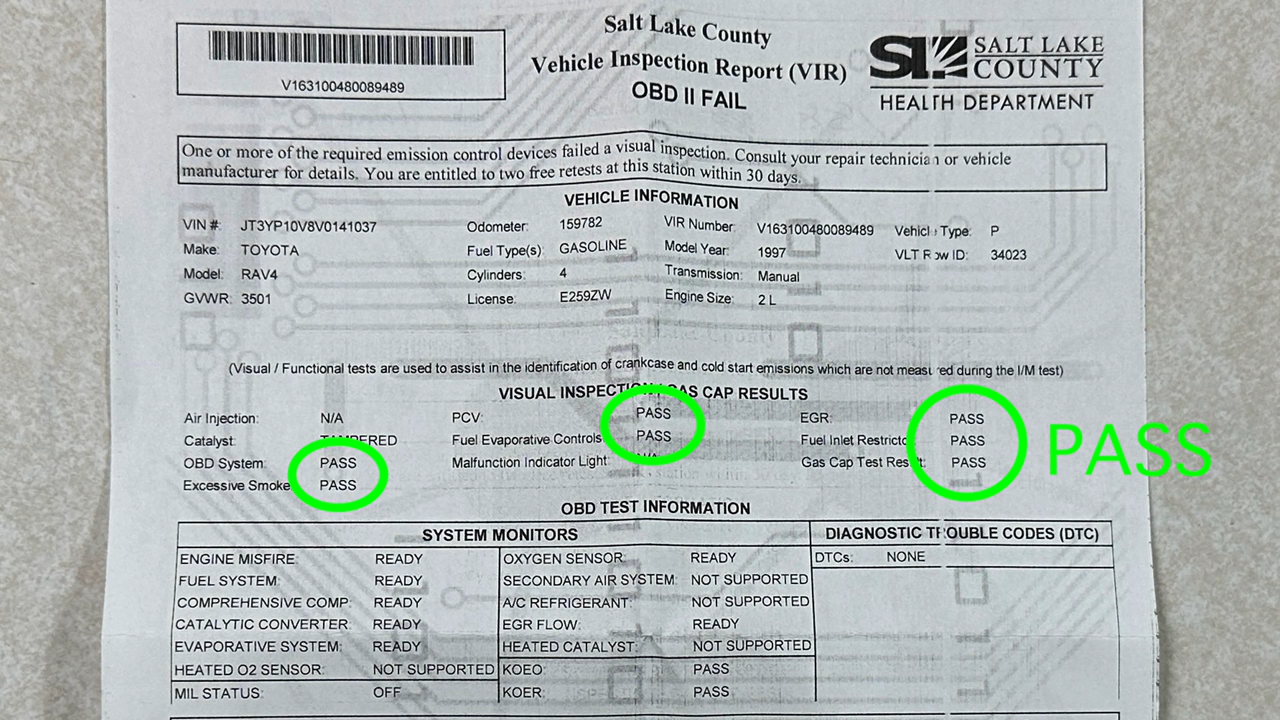 V163100480089489
Salt Lake County
Vehicle Inspection Report (VIR)
OBD II FAIL
SL SALT LAKE
COUNTY
HEALTH DEPARTMENT
One or more of the required emission control devices failed a visual inspection. Consult your repair technician or vehicle
manufacturer for details. You are entitled to two free retests at this station within 30 days.
VEHICLE INFORMATION
VIN #: JT3YP10V8V0141037 Odometer: 159782 VIR Number: V163100480089489 Vehicle Type: P
Make: TOYOTA Fuel Type(s): GASOLINE Model Year: 1997 VLT Row ID: 34023
Model: RAV4 Cylinders: 4 Transmission: Manual
GVWR: 3501 License: E259ZW Engine Size: 2 L
(Visual / Functional tests are used to assist in the identification of crankcase and cold start emissions which are not measured during the I/M test)
VISUAL INSPECTION / GAS CAP RESULTS
Air Injection: N/A PCV: PASS EGR: PASS
Catalyst: TAMPERED Fuel Evaporative Controls: PASS Fuel Inlet Restrictor: PASS
OBD System: PASS Malfunction Indicator Light: N/A Gas Cap Test Result: PASS
Excessive Smoke: PASS
PASS
OBD TEST INFORMATION
SYSTEM MONITORS DIAGNOSTIC TROUBLE CODES (DTC)
ENGINE MISFIRE: READY OXYGEN SENSOR: READY DTCs: NONE
FUEL SYSTEM: READY SECONDARY AIR SYSTEM: NOT SUPPORTED
COMPREHENSIVE COMP: READY A/C REFRIGERANT: NOT SUPPORTED
CATALYTIC CONVERTER: READY EGR FLOW: READY
EVAPORATIVE SYSTEM: READY HEATED CATALYST: NOT SUPPORTED
HEATED O2 SENSOR: NOT SUPPORTED KOEO: PASS
MIL STATUS: OFF KOER: PASS